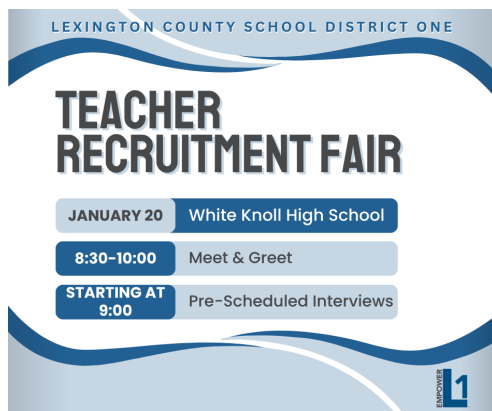 LEXINGTON COUNTY SCHOOL DISTRICT ONE
TEACHER
RECRUITMENT FAIR
JANUARY 20 White Knoll High School
8:30-10:00 Meet & Greet
STARTING AT
9:00 Pre-Scheduled Interviews
EMPOWER
L1